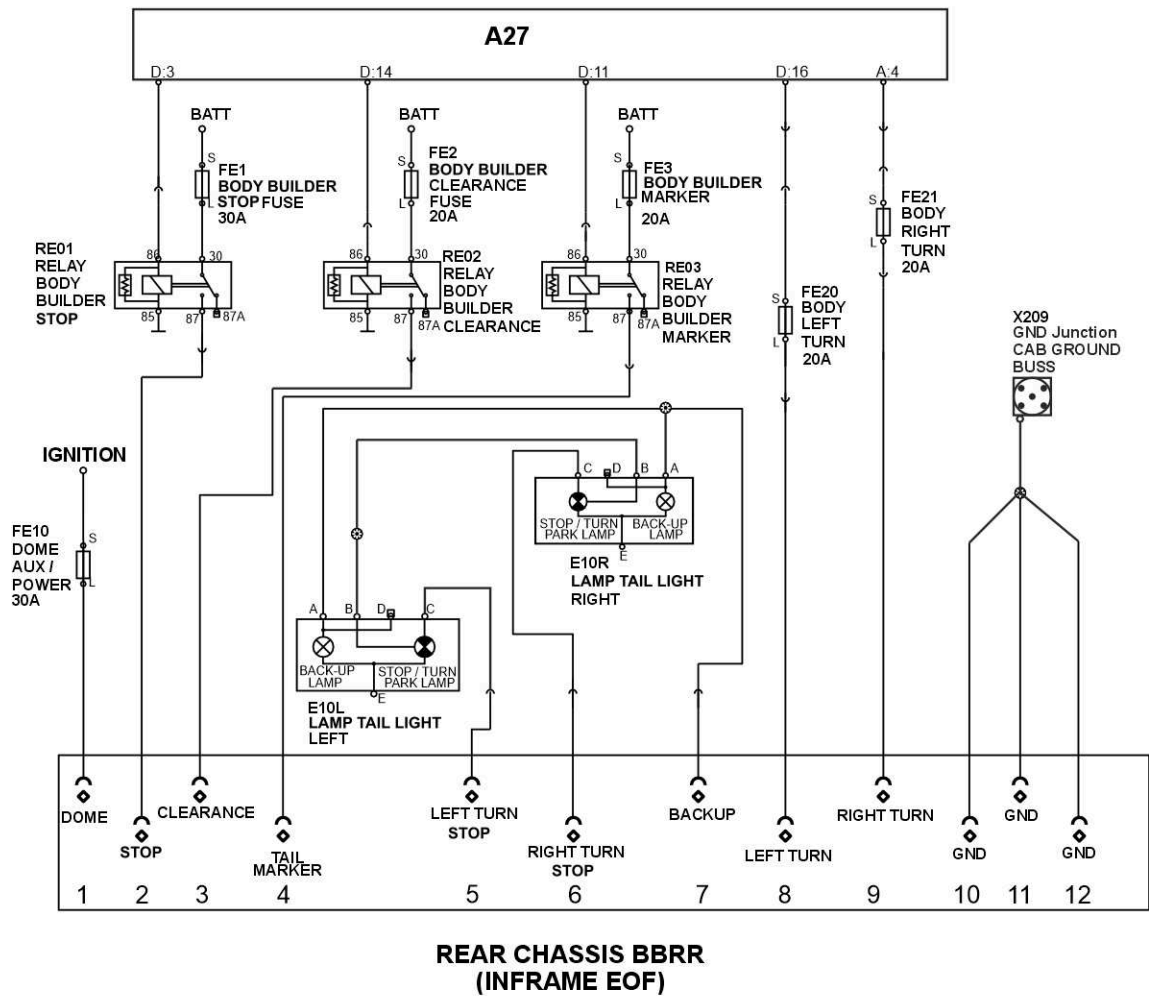 A27
D:3
D:14
D:11
D:16
A:4
BATT
S
L
FE1
BODY BUILDER
STOP FUSE
30A
BATT
S
L
FE2
BODY BUILDER
CLEARANCE
FUSE
20A
BATT
S
L
FE3
BODY BUILDER
MARKER
20A
S
L
FE21
BODY
RIGHT
TURN
20A
RE01
RELAY
BODY
BUILDER
STOP
86
30
85
87
87A
RE02
RELAY
BODY
BUILDER
CLEARANCE
86
30
85
87
87A
RE03
RELAY
BODY
BUILDER
MARKER
86
30
85
87
87A
S
L
FE20
BODY
LEFT
TURN
20A
X209
GND Junction
CAB GROUND
BUSS
IGNITION
FE10
DOME
AUX /
POWER
30A
S
L
C
D
B
A
STOP / TURN
PARK LAMP
BACK-UP
LAMP
E
E10R
LAMP TAIL LIGHT
RIGHT
A
B
D
C
BACK-UP
LAMP
STOP / TURN
PARK LAMP
E
E10L
LAMP TAIL LIGHT
LEFT
DOME
STOP
CLEARANCE
TAIL
MARKER
LEFT TURN
STOP
RIGHT TURN
STOP
BACKUP
LEFT TURN
RIGHT TURN
GND
GND
GND
1
2
3
4
5
6
7
8
9
10
11
12
REAR CHASSIS BBRR
(INFRAME EOF)